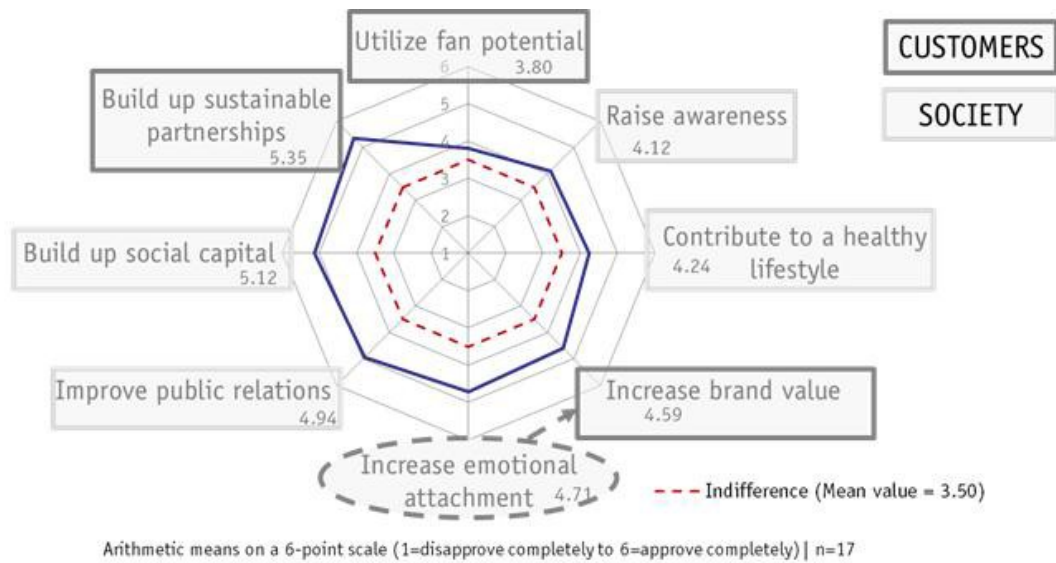 Utilize fan potential
3.80
CUSTOMERS
SOCIETY
Build up sustainable
partnerships
5.35
Raise awareness
4.12
6
5
4
3
2
1
Build up social capital
5.12
Contribute to a healthy
lifestyle
4.24
Improve public relations
4.94
Increase brand value
4.59
Increase emotional
attachment 4.71
Indifference (Mean value = 3.50)
Arithmetic means on a 6-point scale (1=disapprove completely to 6=approve completely) | n=17